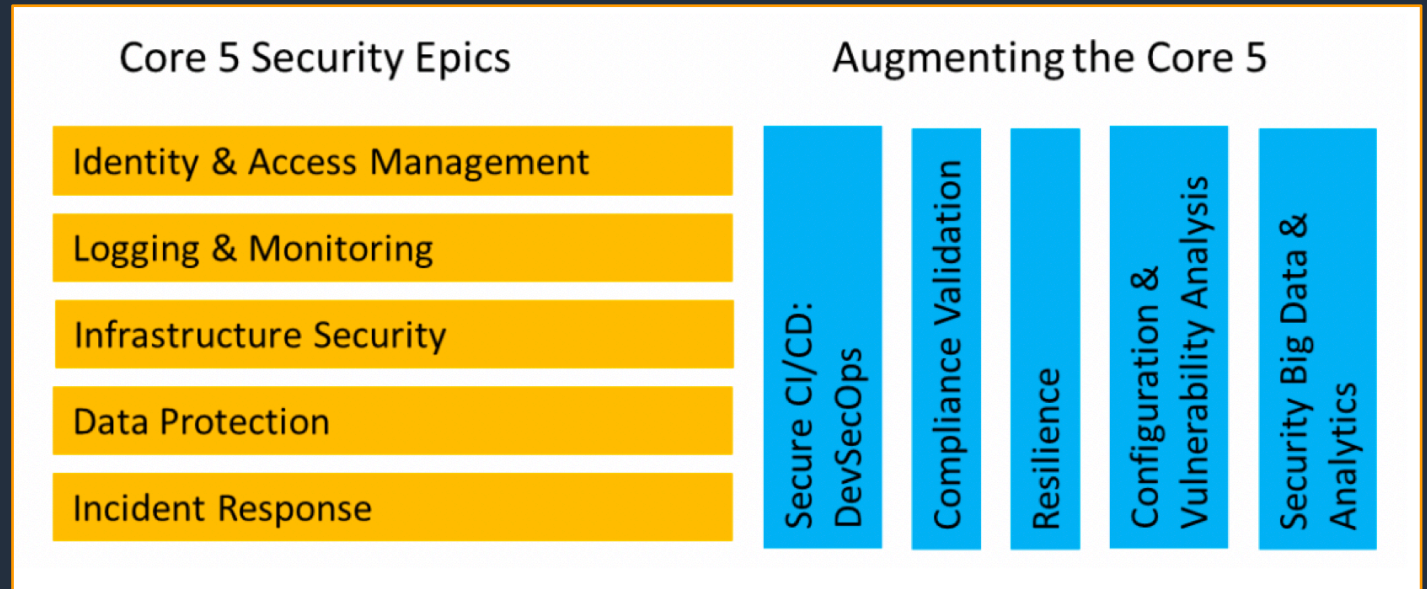 Core 5 Security Epics
Augmenting the Core 5
Identity & Access Management
Logging & Monitoring
Infrastructure Security
Data Protection
Incident Response
Secure CI/CD:
DevSecOps
Compliance Validation
Resilience
Configuration &
Vulnerability Analysis
Security Big Data &
Analytics